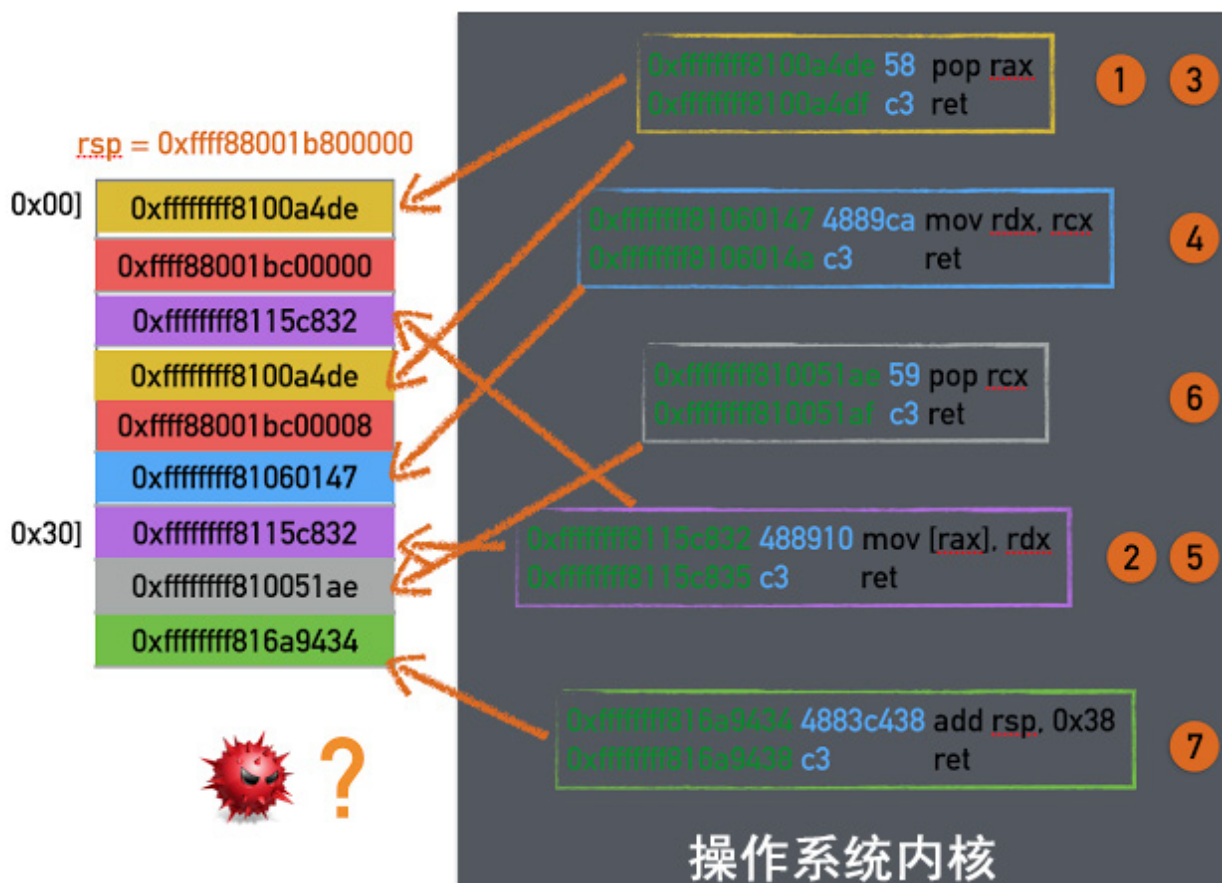 rsp = 0xffff88001b800000
0x00]
0xffffffff8100a4de
0xffff88001bc00000
0xffffffff8115c832
0xffffffff8100a4de
0xffff88001bc00008
0xffffffff81060147
0x30]
0xffffffff8115c832
0xffffffff810051ae
0xffffffff816a9434
?
0xffffffff8100a4de 58 pop rax
0xffffffff8100a4df c3 ret
1 3
0xffffffff81060147 4889ca mov rdx, rcx
0xffffffff8106014a c3 ret
4
0xffffffff810051ae 59 pop rcx
0xffffffff810051af c3 ret
6
0xffffffff8115c832 488910 mov [rax], rdx
0xffffffff8115c835 c3 ret
2 5
0xffffffff816a9434 4883c438 add rsp, 0x38
0xffffffff816a9438 c3 ret
7
操作系统内核